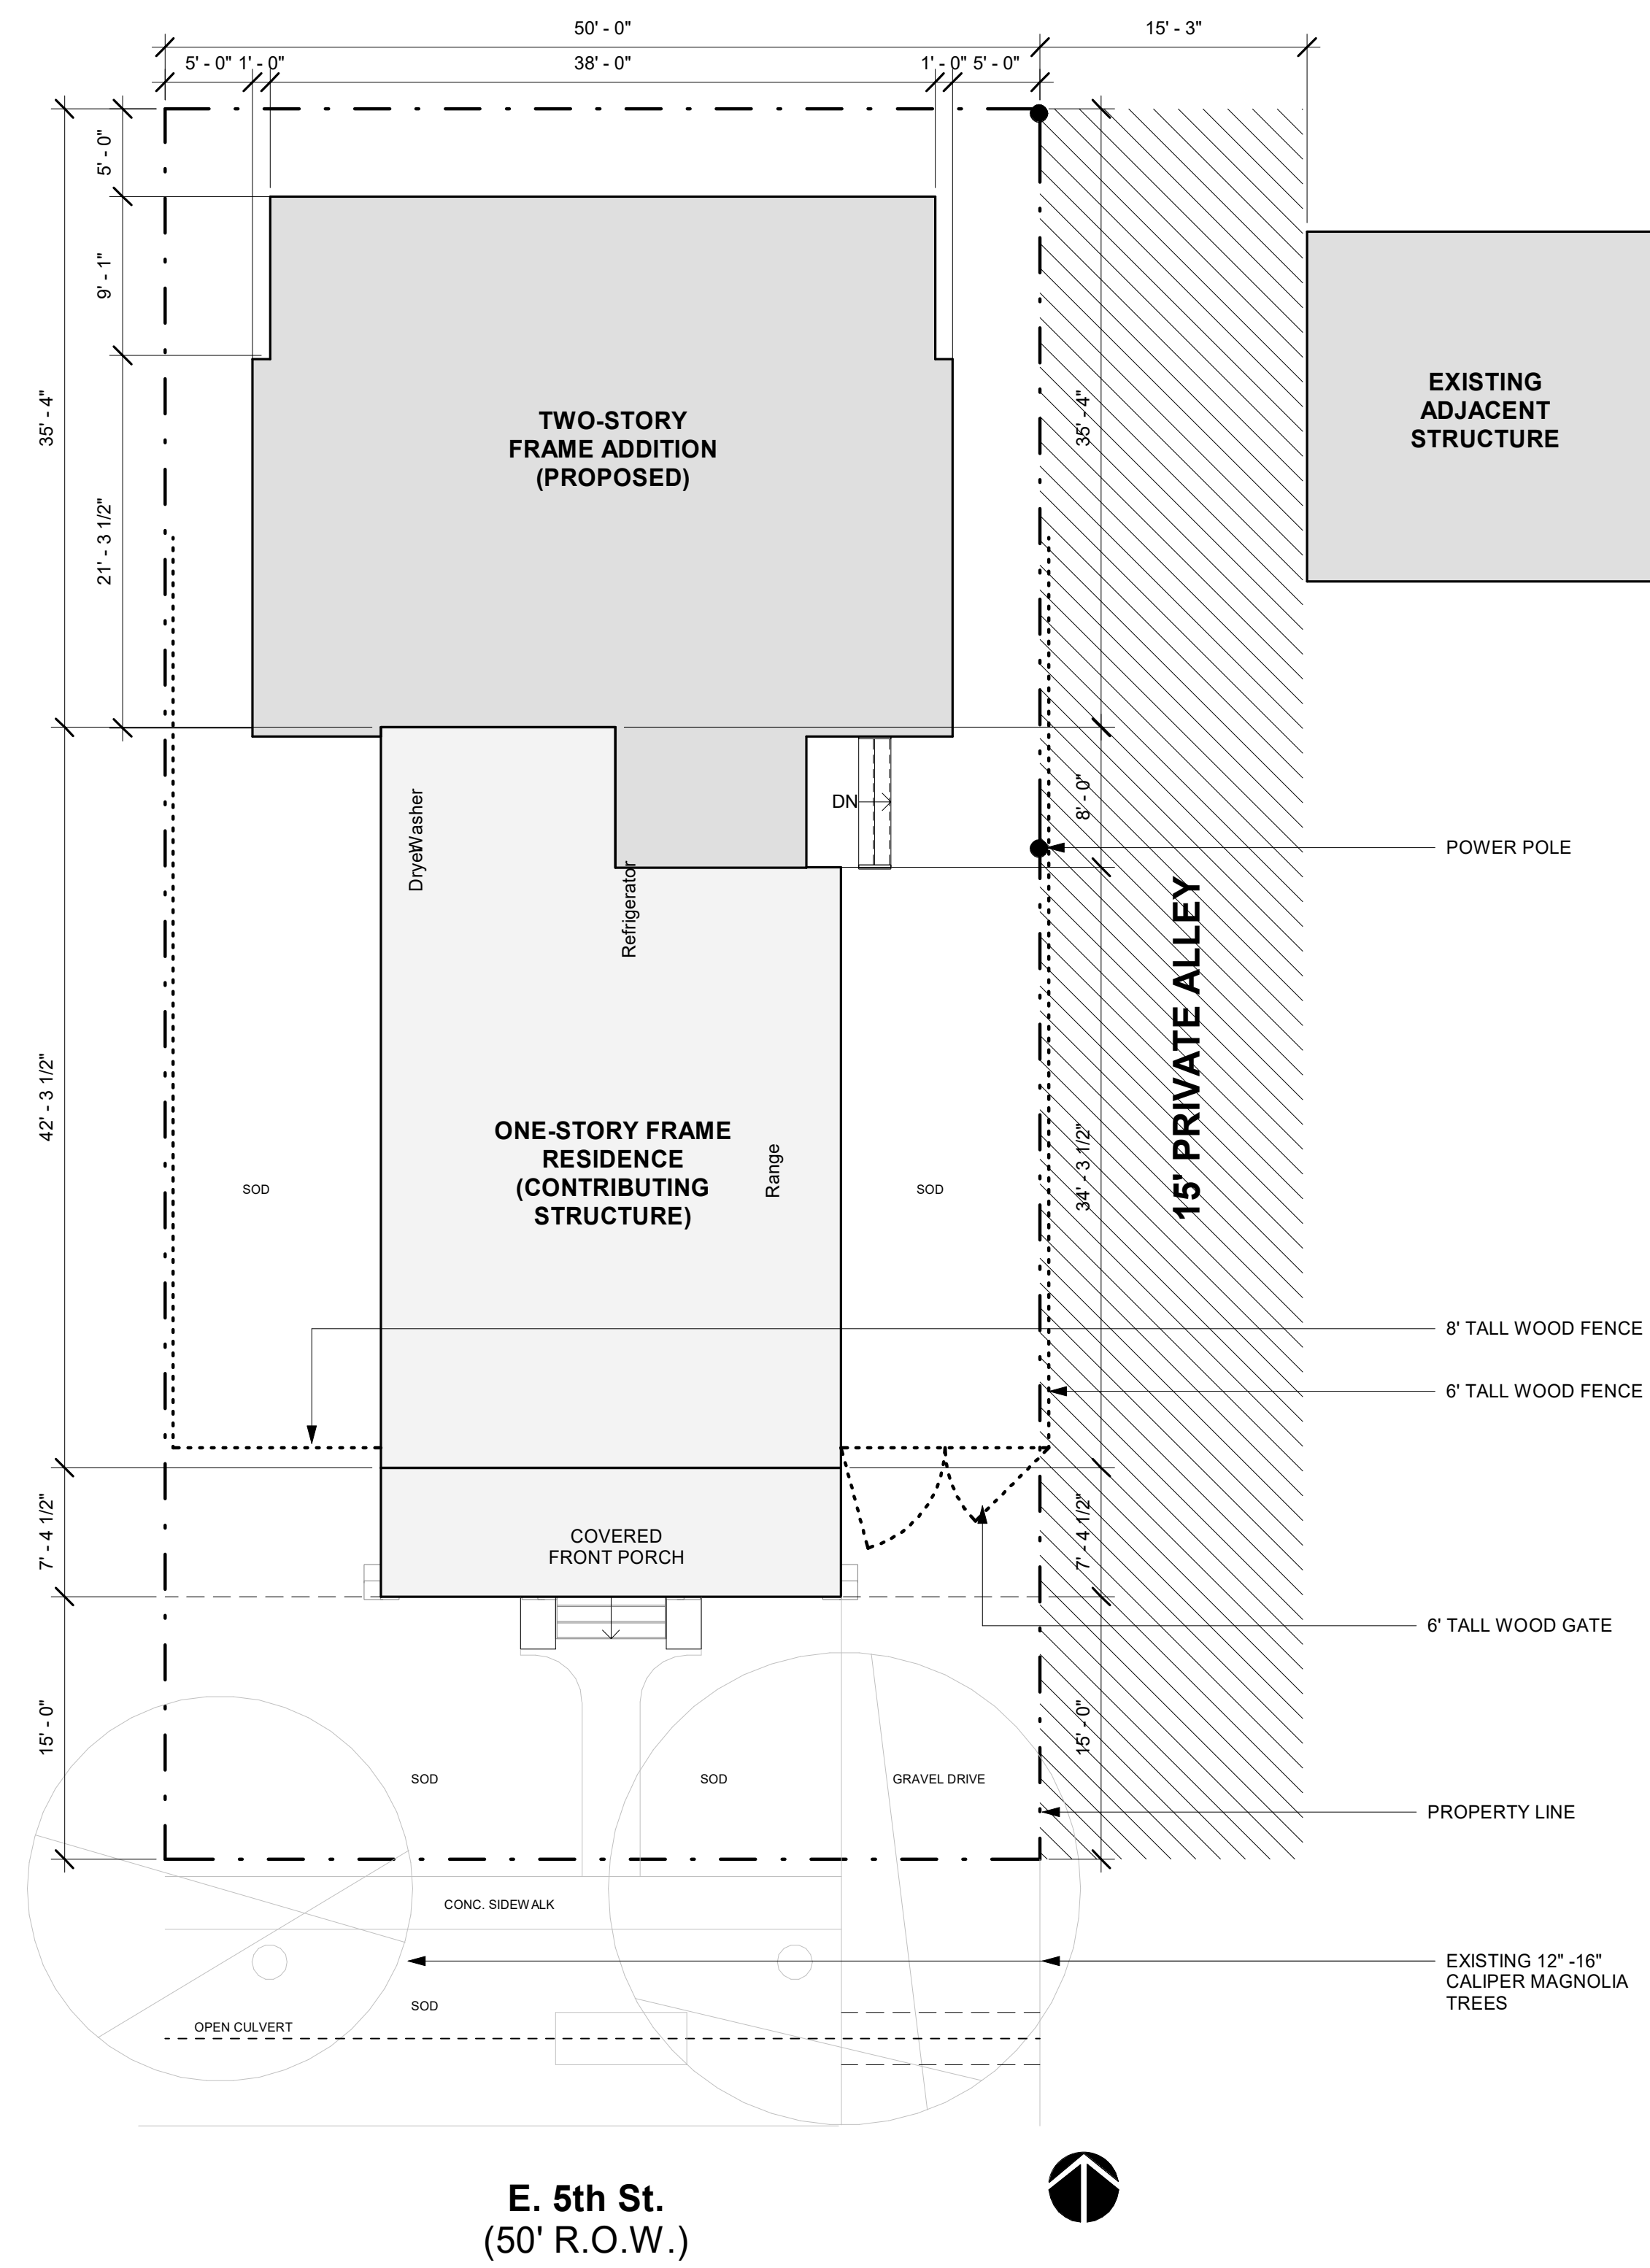 50' - 0"
15' - 3"
5' - 0"
1' - 0"
38' - 0"
1' - 0"
5' - 0"
5' - 0"
9' - 1"
35' - 4"
21' - 3 1/2"
35' - 4"
TWO-STORY
FRAME ADDITION
(PROPOSED)
EXISTING
ADJACENT
STRUCTURE
Washer
Dryer
Refrigerator
DN
8' - 0"
POWER POLE
15' PRIVATE ALLEY
42' - 3 1/2"
ONE-STORY FRAME
RESIDENCE
(CONTRIBUTING
STRUCTURE)
Range
SOD
SOD
34' - 3 1/2"
8' TALL WOOD FENCE
6' TALL WOOD FENCE
7' - 4 1/2"
COVERED
FRONT PORCH
7' - 4 1/2"
6' TALL WOOD GATE
15' - 0"
15' - 0"
SOD
SOD
GRAVEL DRIVE
PROPERTY LINE
CONC. SIDEWALK
EXISTING 12" -16"
CALIPER MAGNOLIA
TREES
SOD
OPEN CULVERT
E. 5th St.
(50' R.O.W.)